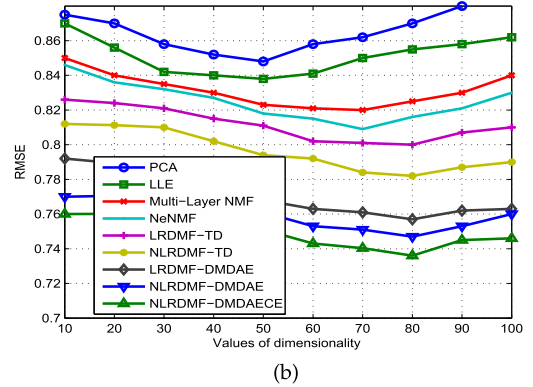 0.86
0.84
0.82
0.8
0.78
0.76
0.74
0.72
0.7
RMSE
PCA
LLE
Multi-Layer NMF
NeNMF
LRDMF-TD
NLRDMF-TD
LRDMF-DMDAE
NLRDMF-DMDAE
NLRDMF-DMDAECE
10 20 30 40 50 60 70 80 90 100
Values of dimensionality
(b)